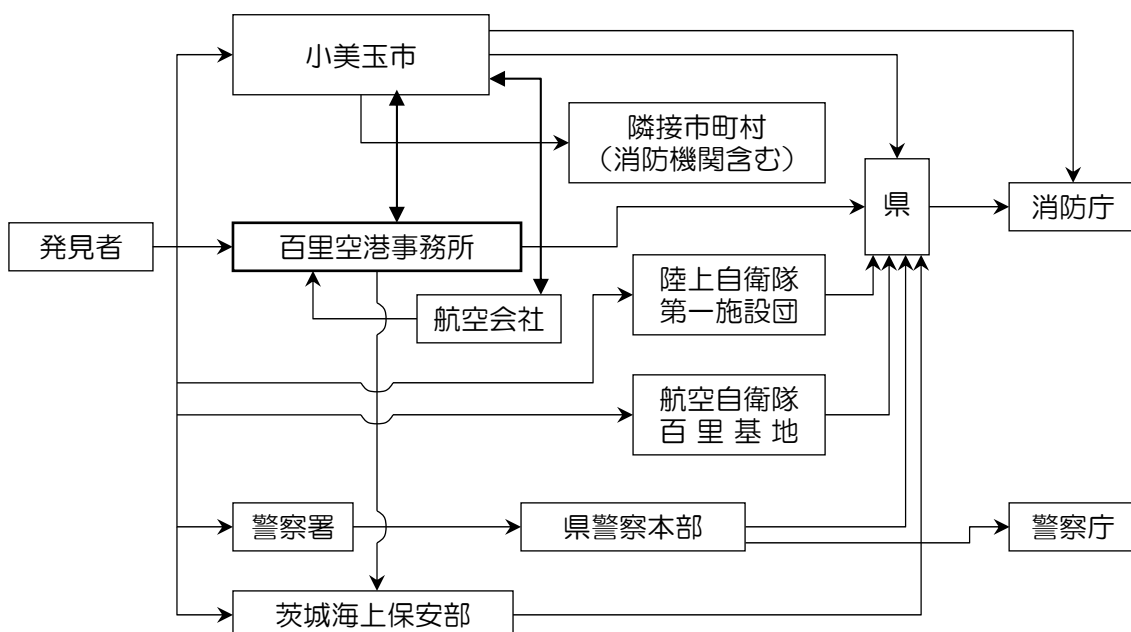 小美玉市
隣接市町村
（消防機関含む）
県
消防庁
発見者
百里空港事務所
陸上自衛隊
第一施設団
航空会社
航空自衛隊
百 里 基 地
警察署
県警察本部
警察庁
茨城海上保安部